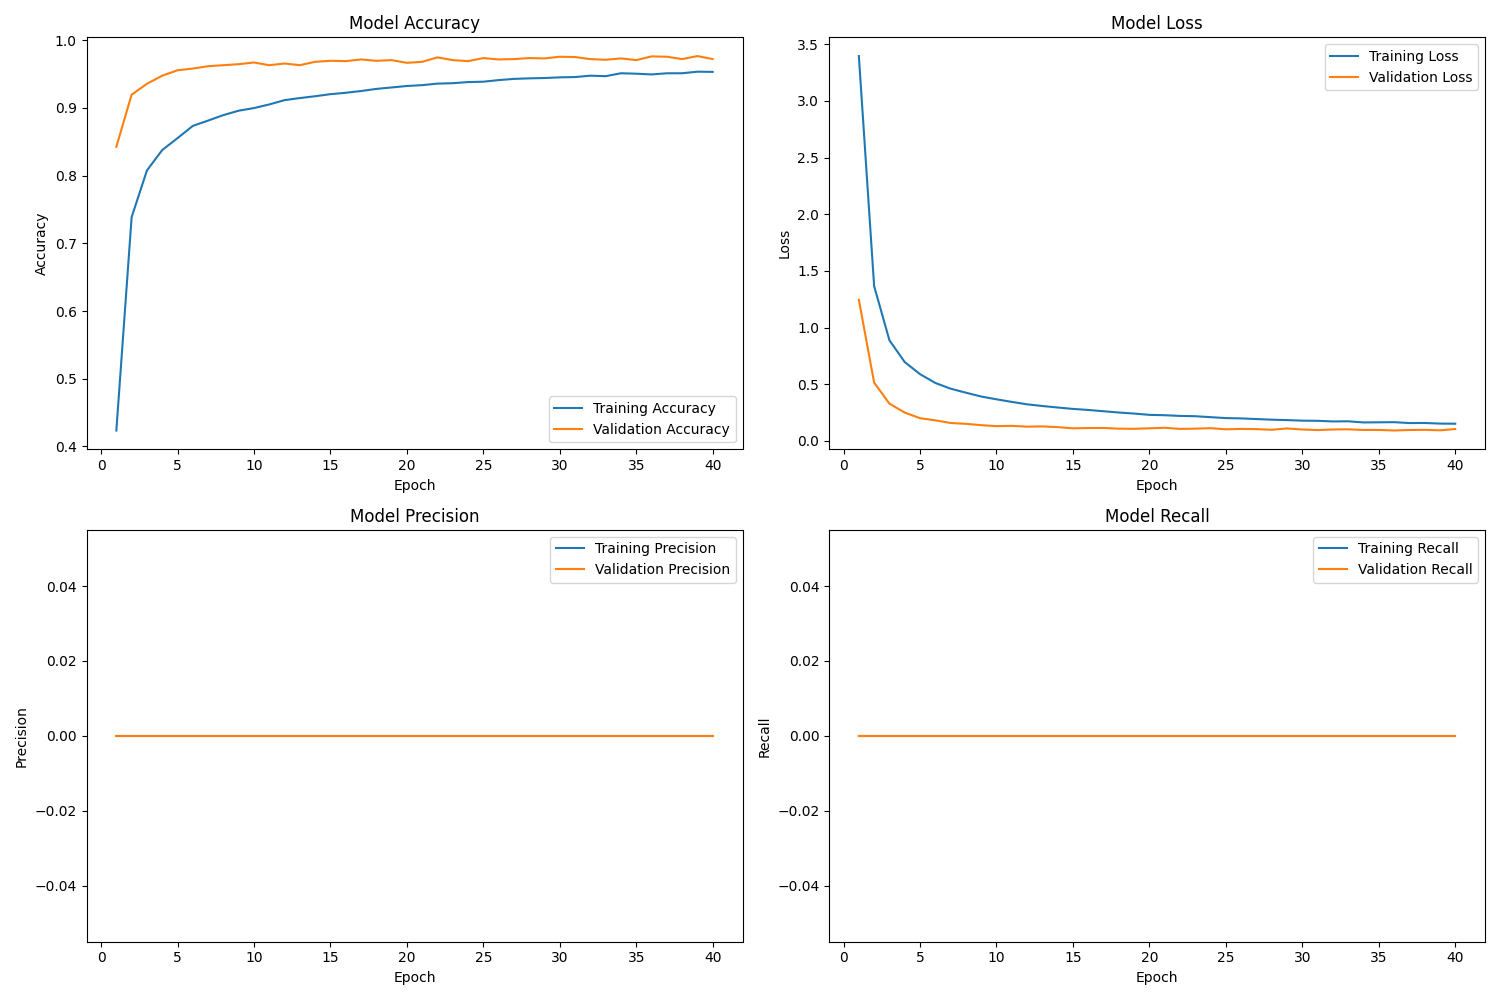 Model Accuracy
Accuracy
1.0
0.9
0.8
0.7
0.6
0.5
0.4
Training Accuracy
Validation Accuracy
0 5 10 15 20 25 30 35 40
Epoch
Model Loss
Loss
3.5
3.0
2.5
2.0
1.5
1.0
0.5
0.0
Training Loss
Validation Loss
0 5 10 15 20 25 30 35 40
Epoch
Model Precision
Precision
0.04
0.02
0.00
−0.02
−0.04
Training Precision
Validation Precision
0 5 10 15 20 25 30 35 40
Epoch
Model Recall
Recall
0.04
0.02
0.00
−0.02
−0.04
Training Recall
Validation Recall
0 5 10 15 20 25 30 35 40
Epoch